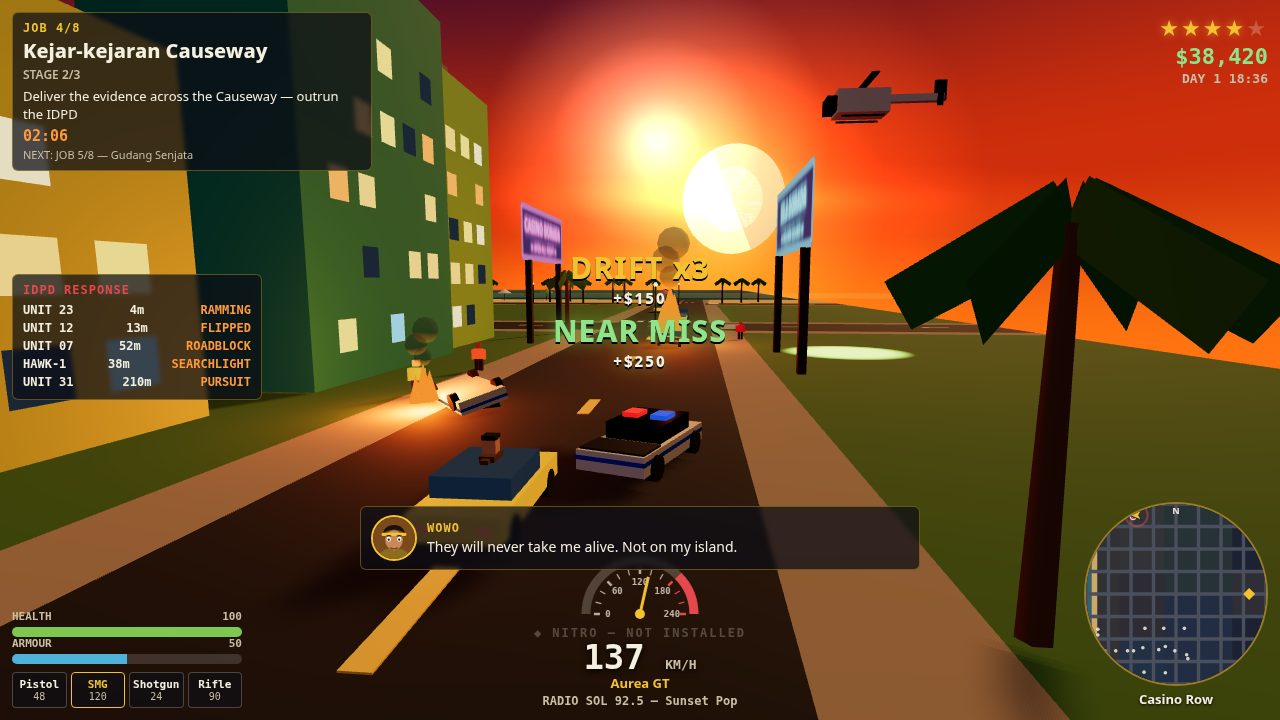 JOB 4/8
Kejar-kejaran Causeway
STAGE 2/3
Deliver the evidence across the Causeway — outrun
the IDPD
02:06
NEXT: JOB 5/8 — Gudang Senjata
★★★★★
$38,420
DAY 1 18:36
IDPD RESPONSE
UNIT 23 4m RAMMING
UNIT 12 13m FLIPPED
UNIT 07 52m ROADBLOCK
HAWK-1 38m SEARCHLIGHT
UNIT 31 210m PURSUIT
DRIFT x3
+$150
NEAR MISS
+$250
WOWO
They will never take me alive. Not on my island.
0 60 120 180 240
◆ NITRO — NOT INSTALLED
137 KM/H
Aurea GT
RADIO SOL 92.5 — Sunset Pop
HEALTH 100
ARMOUR 50
Pistol SMG Shotgun Rifle
48 120 24 90
N
Casino Row